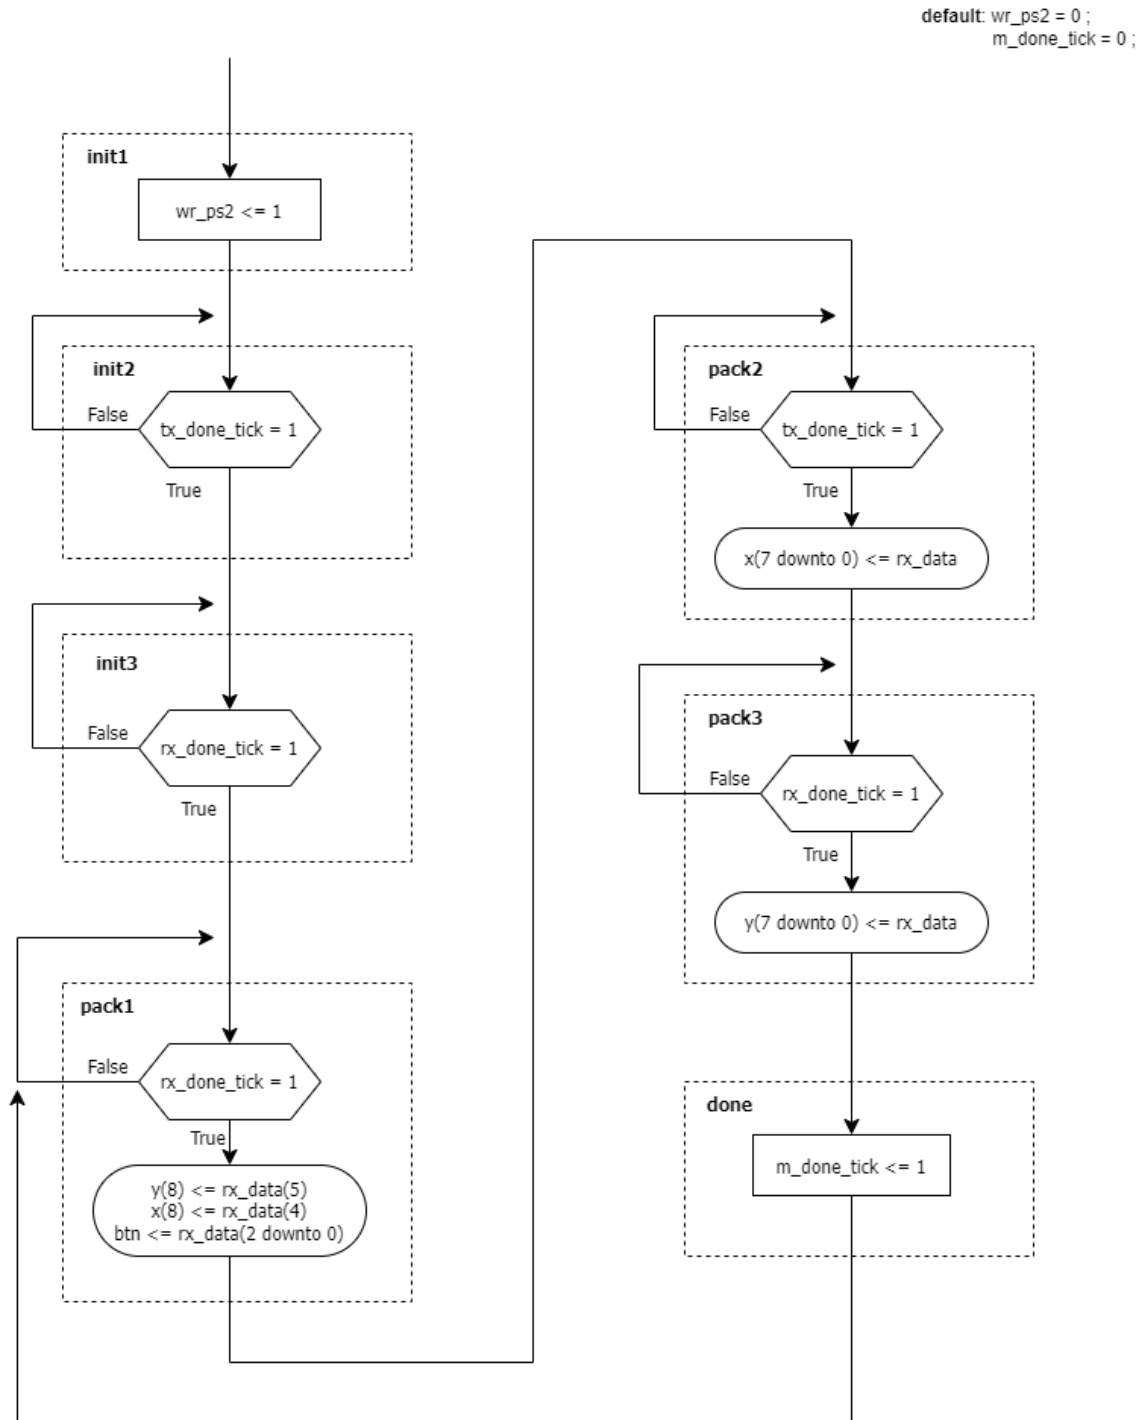 default: wr_ps2 = 0 ;
m_done_tick = 0 ;
init1
wr_ps2 <= 1
init2
False
tx_done_tick = 1
True
init3
False
rx_done_tick = 1
True
pack1
False
rx_done_tick = 1
True
y(8) <= rx_data(5)
x(8) <= rx_data(4)
btn <= rx_data(2 downto 0)
pack2
False
tx_done_tick = 1
True
x(7 downto 0) <= rx_data
pack3
False
rx_done_tick = 1
True
y(7 downto 0) <= rx_data
done
m_done_tick <= 1